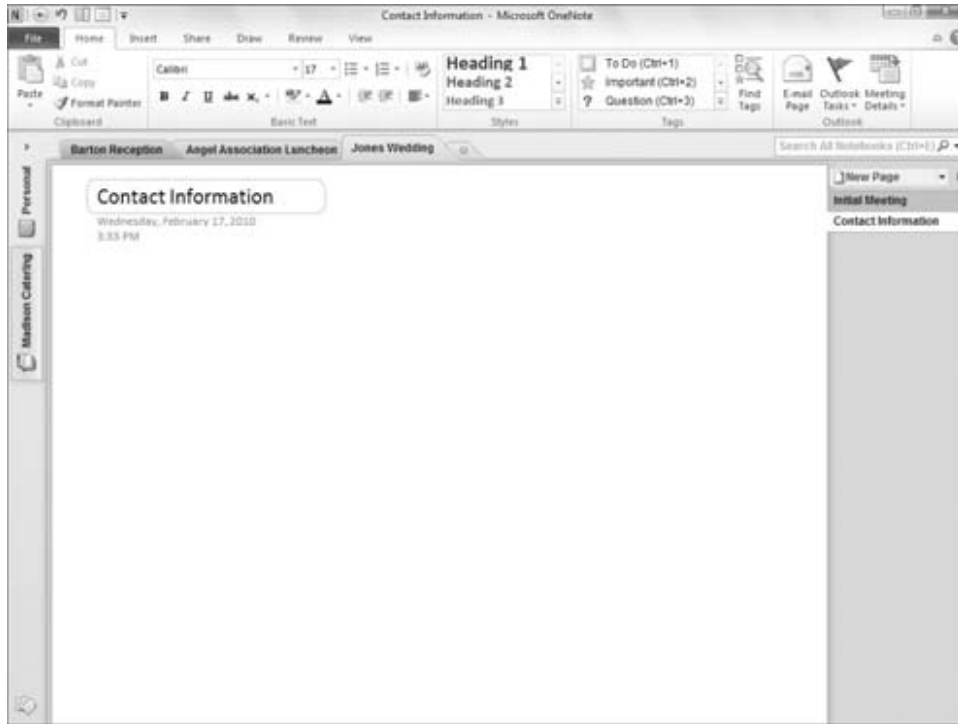 Contact Information - Microsoft OneNote
File Home Insert Share Draw Review View
Cut
Copy
Format Painter
Paste
Clipboard
Calibri 17
B I U abc x₂ A
Basic Text
Heading 1
Heading 2
Heading 3
Styles
To Do (Ctrl+1)
Important (Ctrl+2)
? Question (Ctrl+3)
Tags
Find
Tags
E-mail
Page
Outlook
Tasks
Meeting
Details
Outlook
Barton Reception Angel Association Luncheon Jones Wedding
Search All Notebooks (Ctrl+E)
Personal
Madison Catering
Contact Information
Wednesday, February 17, 2010
3:33 PM
New Page
Initial Meeting
Contact Information